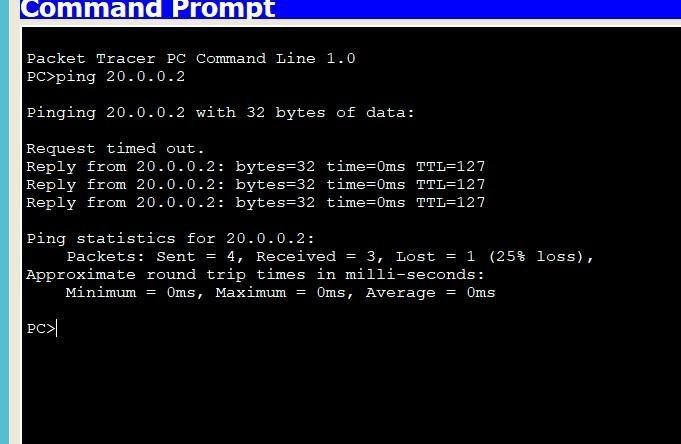 Command Prompt
Packet Tracer PC Command Line 1.0
PC>ping 20.0.0.2
Pinging 20.0.0.2 with 32 bytes of data:
Request timed out.
Reply from 20.0.0.2: bytes=32 time=0ms TTL=127
Reply from 20.0.0.2: bytes=32 time=0ms TTL=127
Reply from 20.0.0.2: bytes=32 time=0ms TTL=127
Ping statistics for 20.0.0.2:
    Packets: Sent = 4, Received = 3, Lost = 1 (25% loss),
Approximate round trip times in milli-seconds:
    Minimum = 0ms, Maximum = 0ms, Average = 0ms
PC>